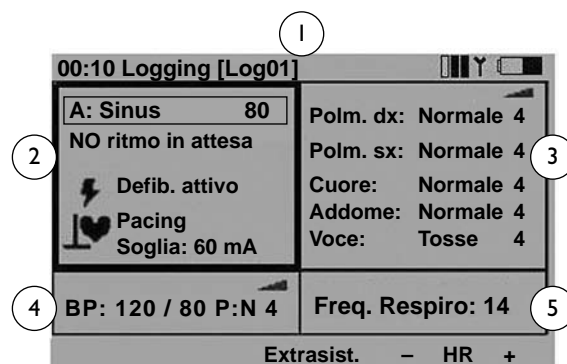 1
00:10 Logging [Log01]
2
A: Sinus 80
NO ritmo in attesa
Defib. attivo
Pacing
Soglia: 60 mA
3
Polm. dx: Normale 4
Polm. sx: Normale 4
Cuore: Normale 4
Addome: Normale 4
Voce: Tosse 4
4
BP: 120 / 80 P:N 4
Freq. Respiro: 14
5
Extrasist. – HR +